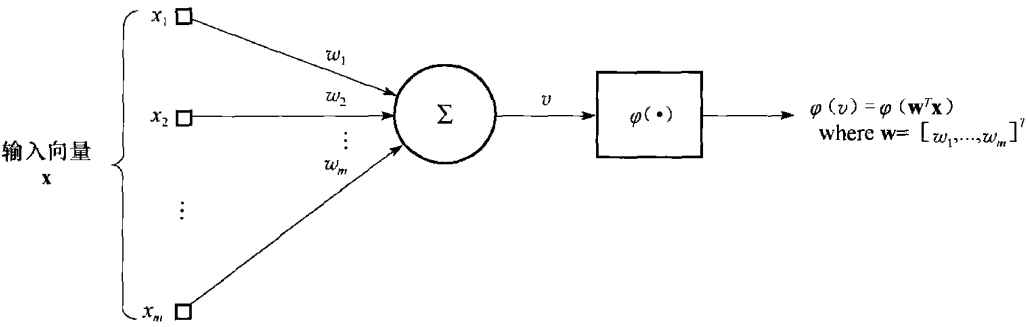 x₁
w₁
x₂
w₂
⋮
Σ
v
φ(•)
φ(v)=φ(wᵀx)
where w= [w₁,...,wₘ]ᵀ
输入向量
x
wₘ
⋮
xₘ